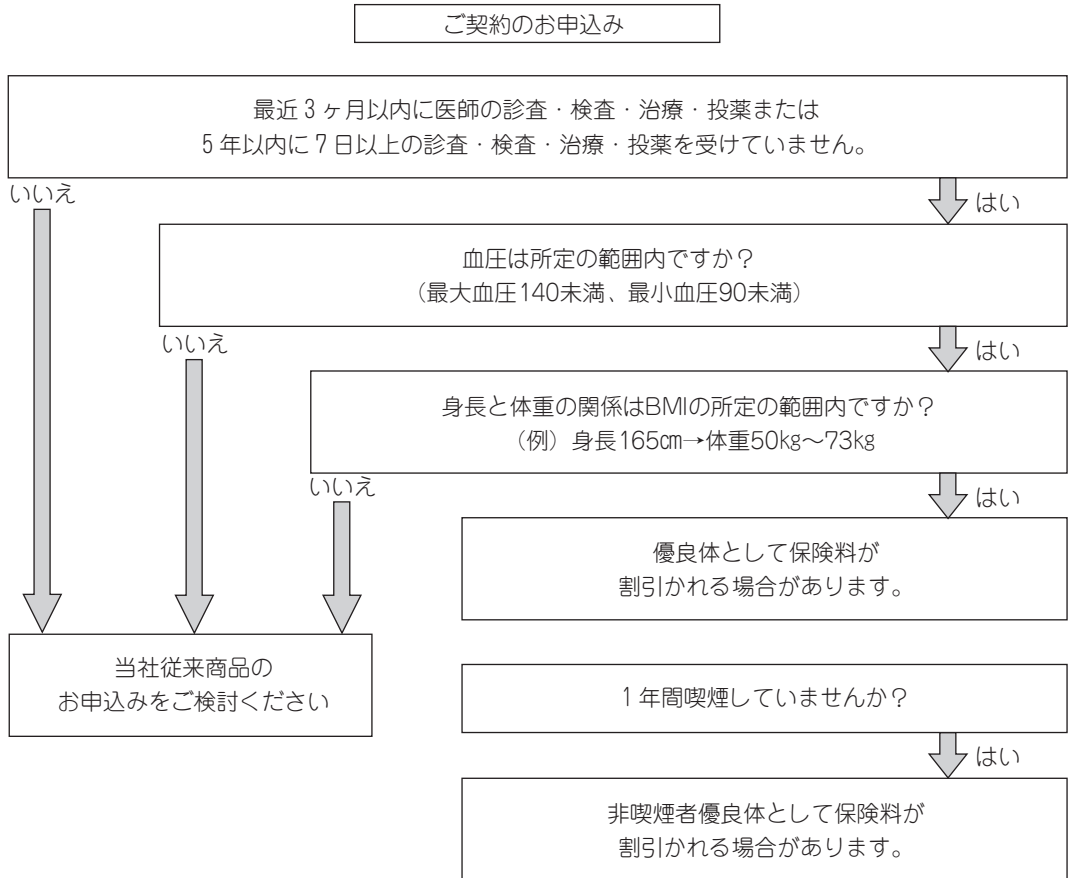 ご契約のお申込み
最近3ヶ月以内に医師の診査・検査・治療・投薬または
5年以内に7日以上の診査・検査・治療・投薬を受けていません。
いいえ
はい
血圧は所定の範囲内ですか？
（最大血圧140未満、最小血圧90未満）
いいえ
はい
身長と体重の関係はBMIの所定の範囲内ですか？
（例）身長165㎝→体重50㎏〜73㎏
いいえ
はい
優良体として保険料が
割引かれる場合があります。
当社従来商品の
お申込みをご検討ください
1年間喫煙していませんか？
はい
非喫煙者優良体として保険料が
割引かれる場合があります。